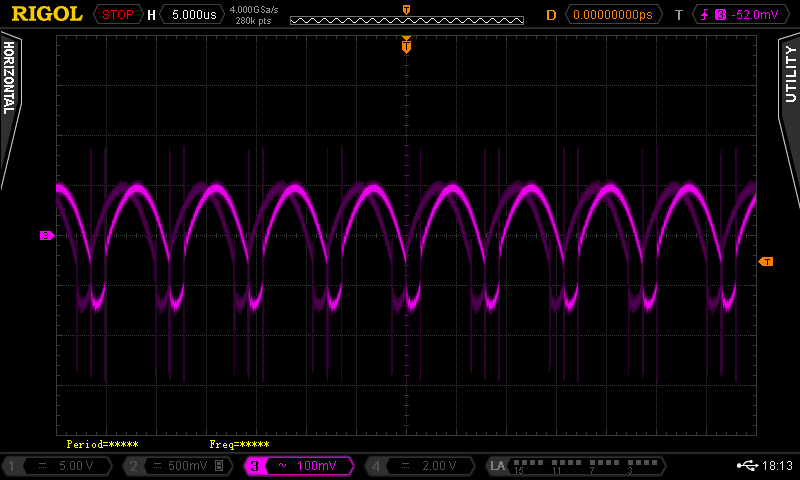 RIGOL STOP H 5.000us 4.000GSa/s 280k pts T D 0.00000000ps T 3 -52.0mV
HORIZONTAL
UTILITY
T
3
T
Period=***** Freq=*****
1 5.00 V 2 500mV 3 ~ 100mV 4 2.00 V LA 15 11 7 3 18:13